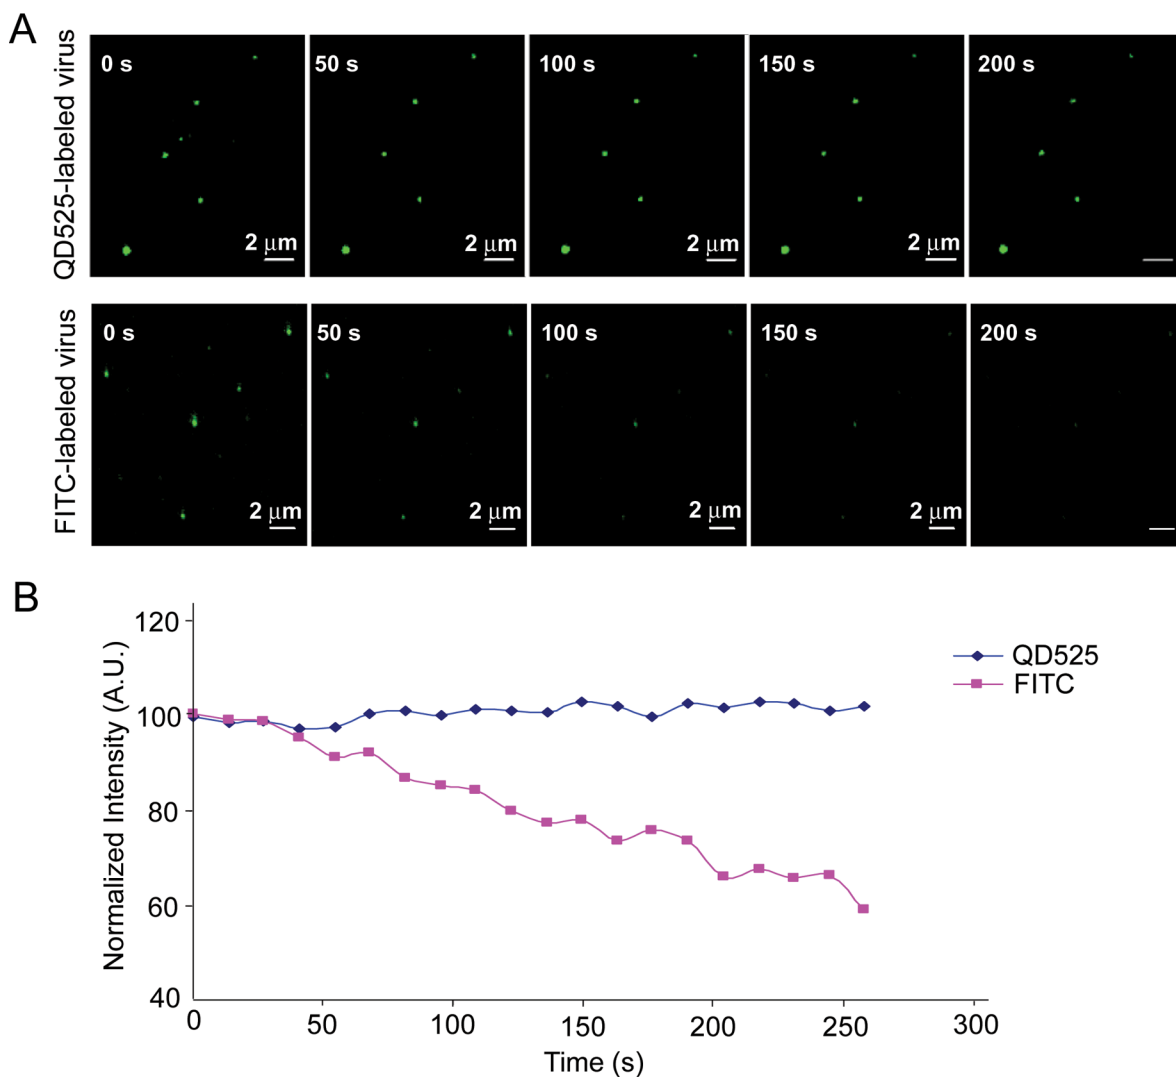 A
QD525-labeled virus
0 s
50 s
100 s
150 s
200 s
2 μm
2 μm
2 μm
2 μm
FITC-labeled virus
0 s
50 s
100 s
150 s
200 s
2 μm
2 μm
2 μm
2 μm
B
Normalized Intensity (A.U.)
120
100
80
60
40
0
50
100
150
200
250
300
Time (s)
QD525
FITC